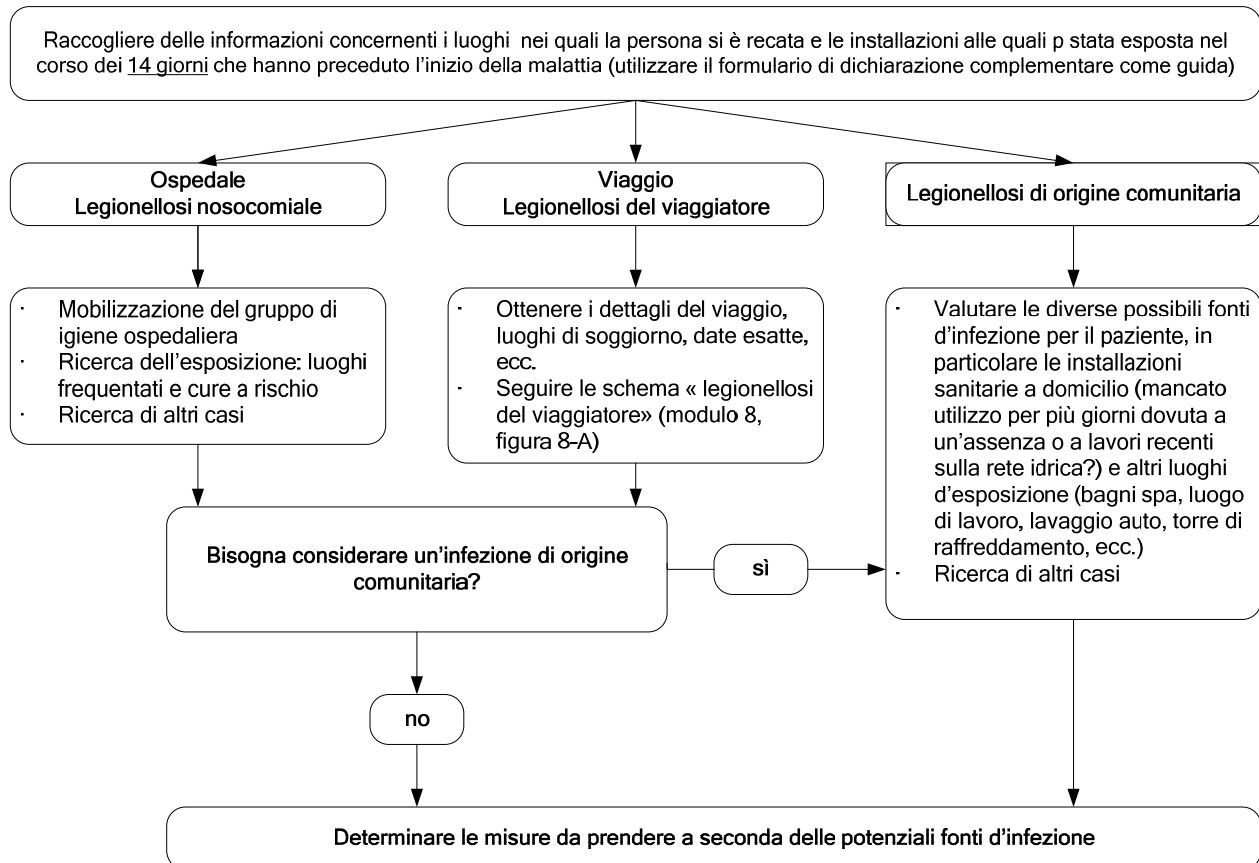 Raccogliere delle informazioni concernenti i luoghi nei quali la persona si è recata e le installazioni alle quali p stata esposta nel
corso dei 14 giorni che hanno preceduto l'inizio della malattia (utilizzare il formulario di dichiarazione complementare come guida)
Ospedale
Legionellosi nosocomiale
Viaggio
Legionellosi del viaggiatore
Legionellosi di origine comunitaria
· Mobilizzazione del gruppo di
igiene ospedaliera
· Ricerca dell'esposizione: luoghi
frequentati e cure a rischio
· Ricerca di altri casi
· Ottenere i dettagli del viaggio,
luoghi di soggiorno, date esatte,
ecc.
· Seguire le schema « legionellosi
del viaggiatore» (modulo 8,
figura 8-A)
· Valutare le diverse possibili fonti
d'infezione per il paziente, in
particolare le installazioni
sanitarie a domicilio (mancato
utilizzo per più giorni dovuta a
un'assenza o a lavori recenti
sulla rete idrica?) e altri luoghi
d'esposizione (bagni spa, luogo
di lavoro, lavaggio auto, torre di
raffreddamento, ecc.)
· Ricerca di altri casi
Bisogna considerare un'infezione di origine
comunitaria?
sì
no
Determinare le misure da prendere a seconda delle potenziali fonti d'infezione